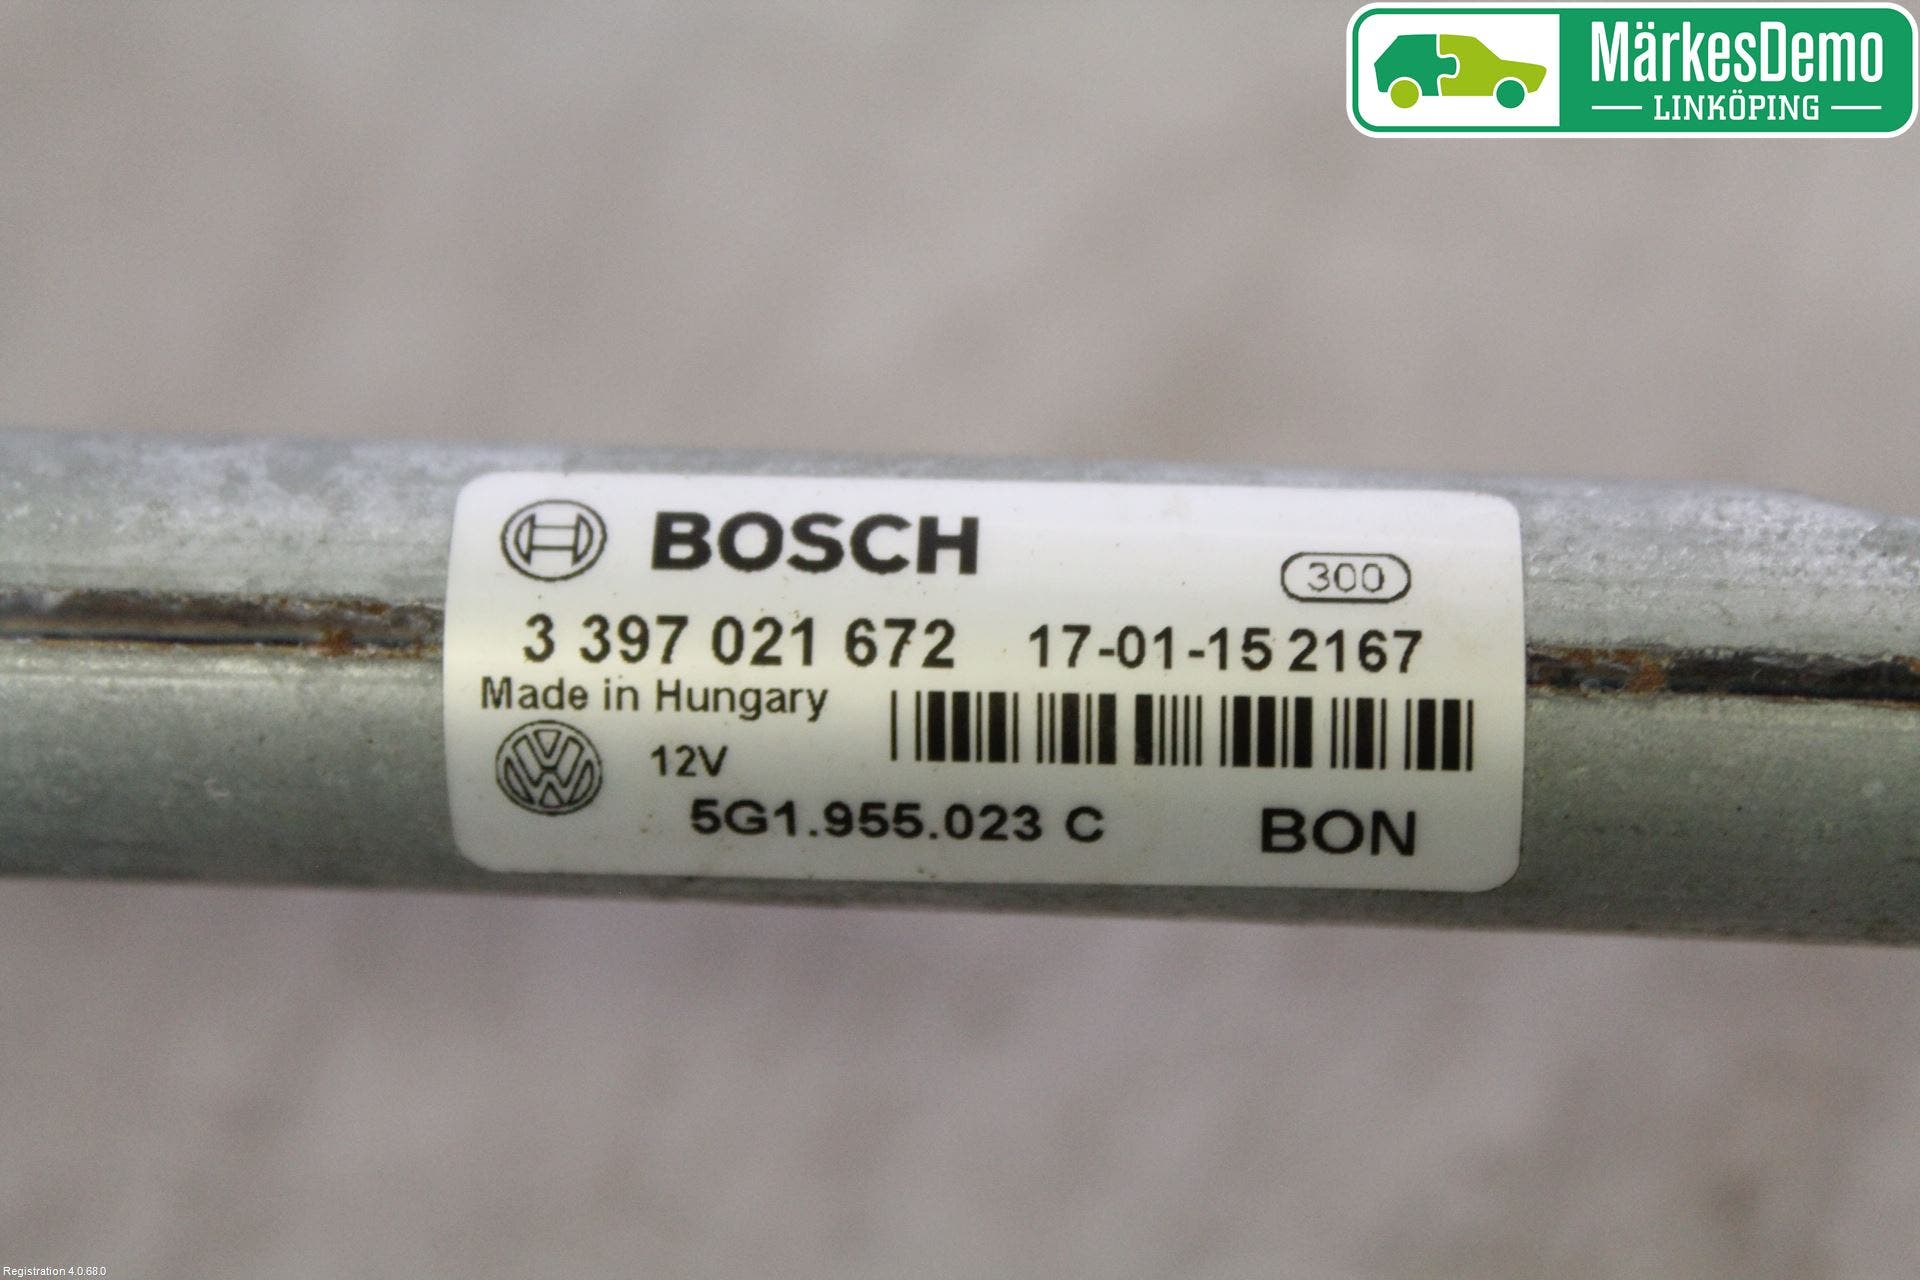 MärkesDemo
LINKÖPING
BOSCH
300
3 397 021 672 17-01-15 2167
Made in Hungary
12V
5G1.955.023 C BON
Registration 4.0.68.0